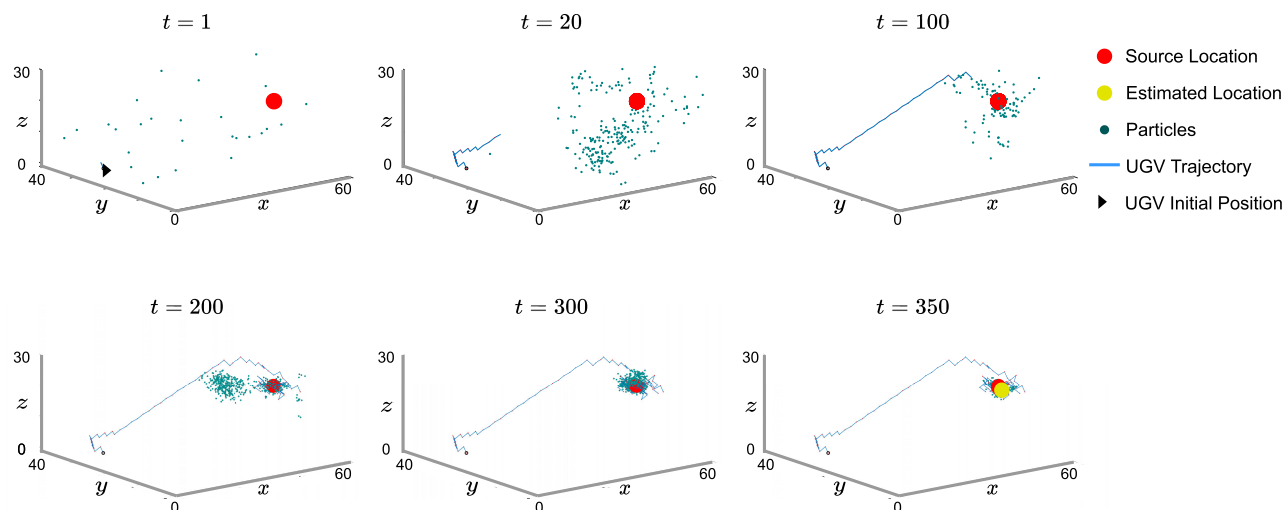 t = 1
t = 20
t = 100
30
z
0
40
y
0
x
60
30
z
0
40
y
0
x
60
30
z
0
40
y
0
x
60
Source Location
Estimated Location
Particles
UGV Trajectory
UGV Initial Position
t = 200
t = 300
t = 350
30
z
0
40
y
0
x
60
30
z
0
40
y
0
x
60
30
z
0
40
y
0
x
60